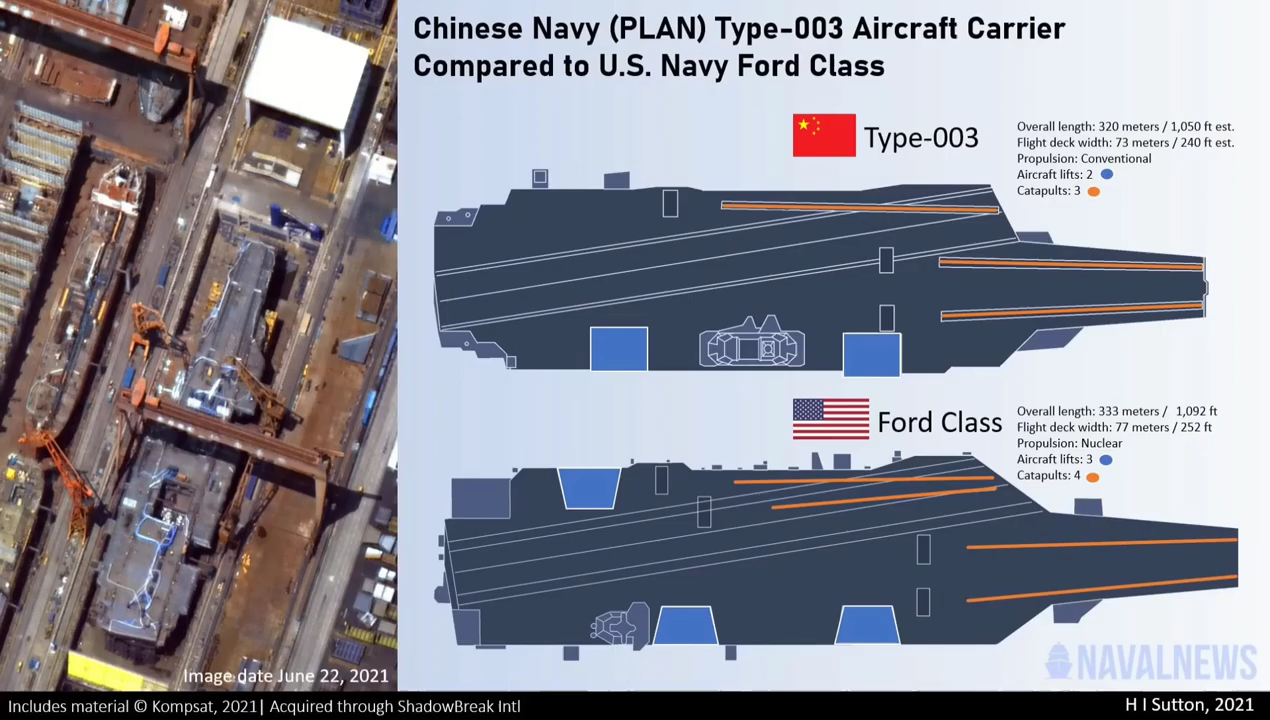 Chinese Navy (PLAN) Type-003 Aircraft Carrier
Compared to U.S. Navy Ford Class
Type-003
Overall length: 320 meters / 1,050 ft est.
Flight deck width: 73 meters / 240 ft est.
Propulsion: Conventional
Aircraft lifts: 2
Catapults: 3
Ford Class
Overall length: 333 meters / 1,092 ft
Flight deck width: 77 meters / 252 ft
Propulsion: Nuclear
Aircraft lifts: 3
Catapults: 4
NAVALNEWS
Image date June 22, 2021
Includes material © Kompsat, 2021| Acquired through ShadowBreak Intl
H I Sutton, 2021